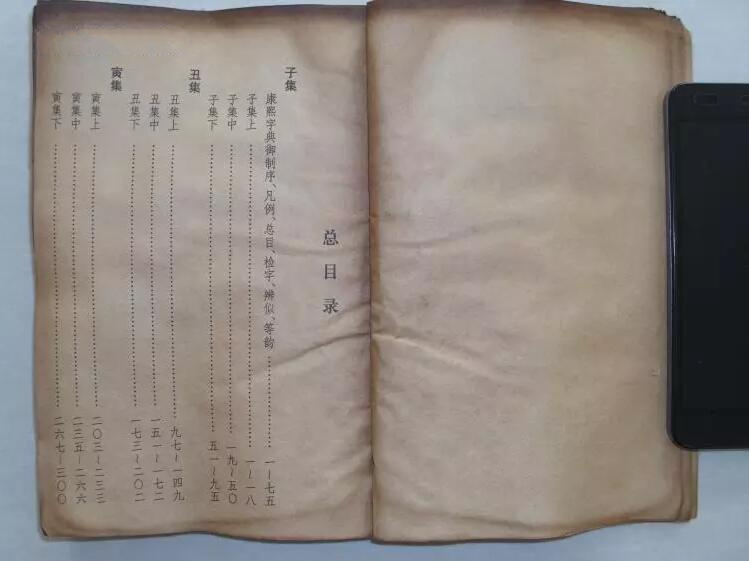 总目录
子集
康熙字典御制序、凡例、总目、检字、辨似、等韵……一～七五
子集上……一～一八
子集中……一九～五〇
子集下……五一～九五
丑集
丑集上……九七～一四九
丑集中……一五一～一七二
丑集下……一七三～二〇二
寅集
寅集上……二〇三～二三三
寅集中……二三五～二六六
寅集下……二六七～三〇〇